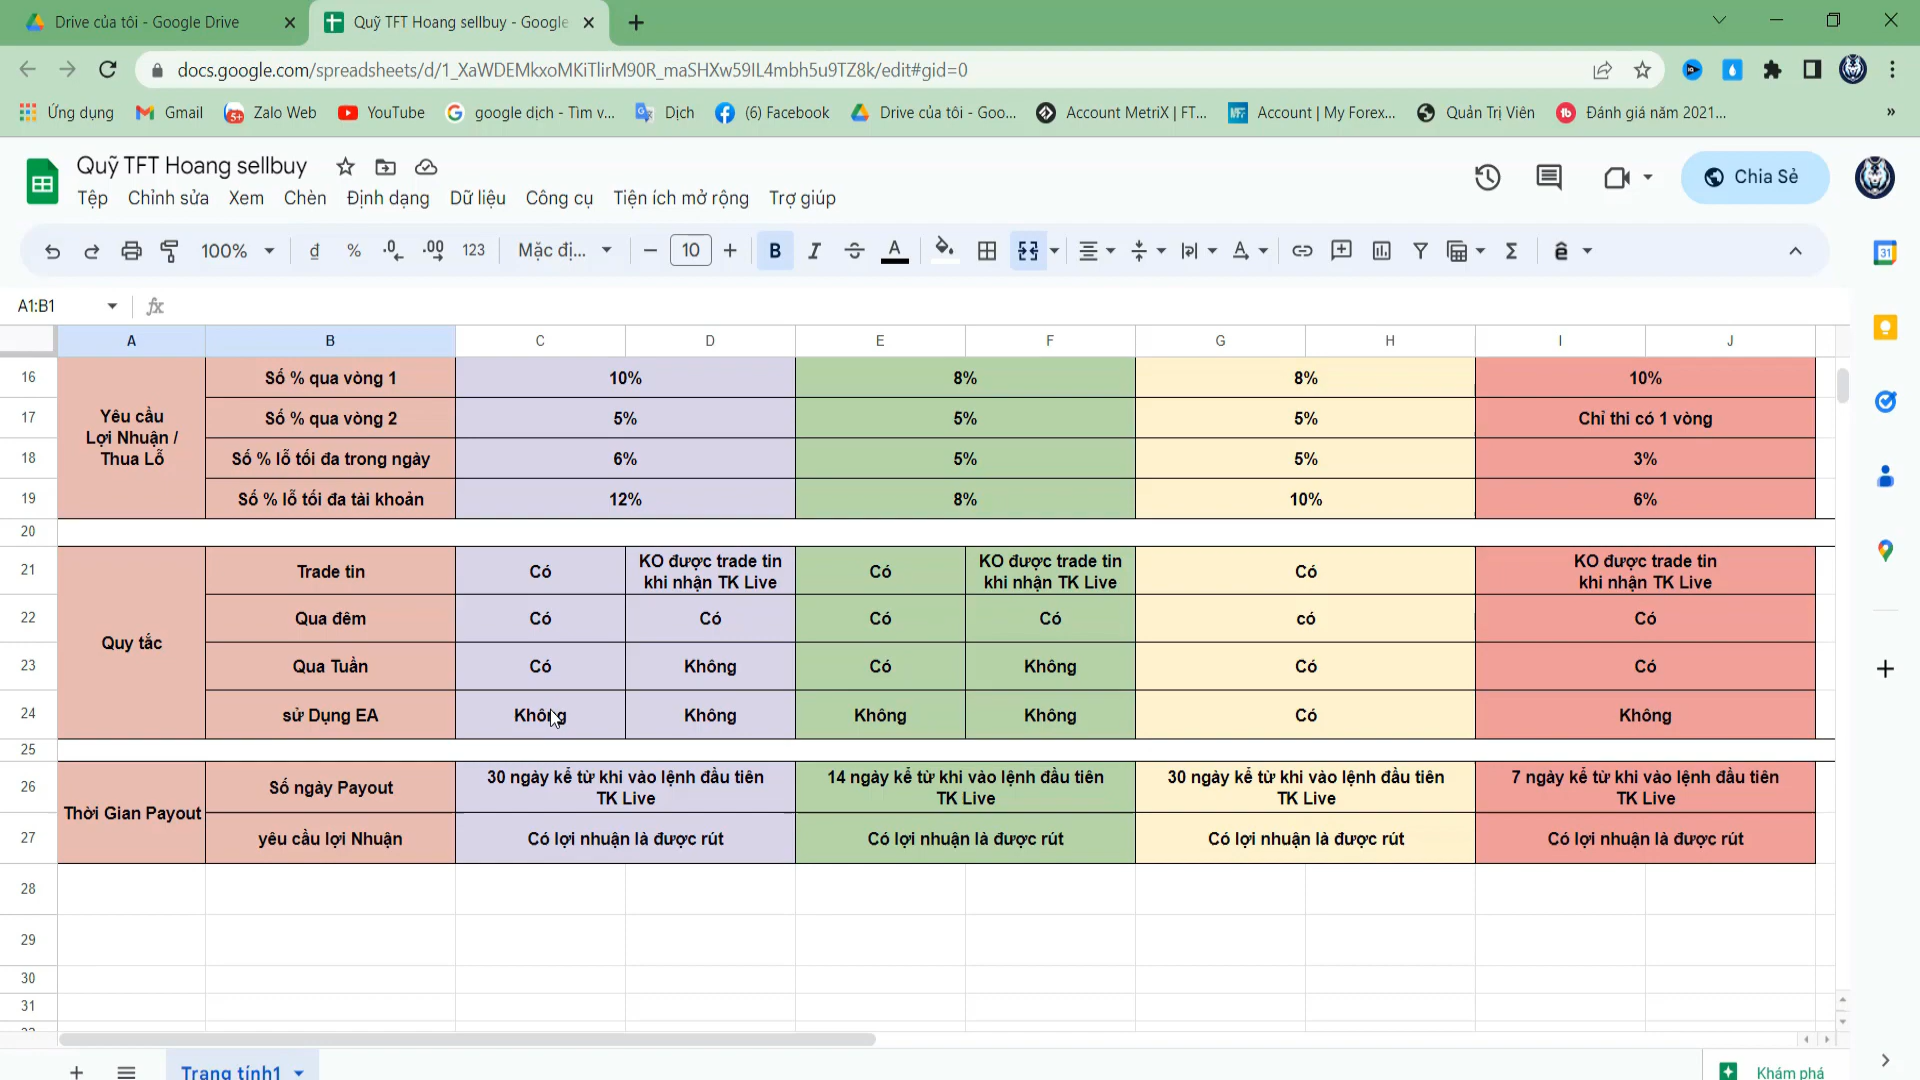 Drive của tôi - Google Drive
Quỹ TFT Hoang sellbuy - Google
docs.google.com/spreadsheets/d/1_XaWDEMkxoMKiTlirM90R_maSHXw59IL4mbh5u9TZ8k/edit#gid=0
Ứng dụng
Gmail
Zalo Web
YouTube
google dịch - Tìm v...
Dịch
(6) Facebook
Drive của tôi - Goo...
Account MetriX | FT...
Account | My Forex...
Quản Trị Viên
Đánh giá năm 2021...
»
Quỹ TFT Hoang sellbuy
Chia Sẻ
Tệp Chỉnh sửa Xem Chèn Định dạng Dữ liệu Công cụ Tiện ích mở rộng Trợ giúp
100% đ % .0 .00 123 Mặc đị... 10 B I A Σ ê
31
A1:B1 fx
A B C D E F G H I J
16 Số % qua vòng 1 10% 8% 8% 10%
Yêu cầu
Lợi Nhuận /
Thua Lỗ
17 Số % qua vòng 2 5% 5% 5% Chỉ thi có 1 vòng
18 Số % lỗ tối đa trong ngày 6% 5% 5% 3%
19 Số % lỗ tối đa tài khoản 12% 8% 10% 6%
20
Quy tắc
21 Trade tin Có KO được trade tin
khi nhận TK Live Có KO được trade tin
khi nhận TK Live Có KO được trade tin
khi nhận TK Live
22 Qua đêm Có Có Có Có có Có
23 Qua Tuần Có Không Có Không Có Có
24 sử Dụng EA Không Không Không Không Có Không
25
Thời Gian Payout
26 Số ngày Payout 30 ngày kể từ khi vào lệnh đầu tiên
TK Live 14 ngày kể từ khi vào lệnh đầu tiên
TK Live 30 ngày kể từ khi vào lệnh đầu tiên
TK Live 7 ngày kể từ khi vào lệnh đầu tiên
TK Live
27 yêu cầu lợi Nhuận Có lợi nhuận là được rút Có lợi nhuận là được rút Có lợi nhuận là được rút Có lợi nhuận là được rút
28
29
30
31
Trang tính1
Khám phá